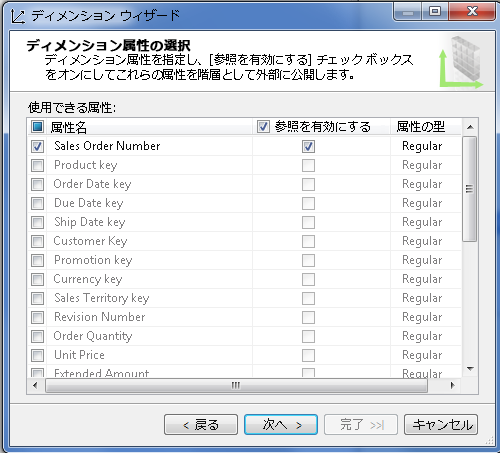 ディメンション ウィザード
ディメンション属性の選択
ディメンション属性を指定し、[参照を有効にする] チェック ボックス
をオンにしてこれらの属性を階層として外部に公開します。
使用できる属性:
属性名 参照を有効にする 属性の型
Sales Order Number Regular
Product key Regular
Order Date key Regular
Due Date key Regular
Ship Date key Regular
Customer Key Regular
Promotion key Regular
Currency key Regular
Sales Territory key Regular
Revision Number Regular
Order Quantity Regular
Unit Price Regular
Extended Amount Regular
< 戻る 次へ > 完了 >>| キャンセル